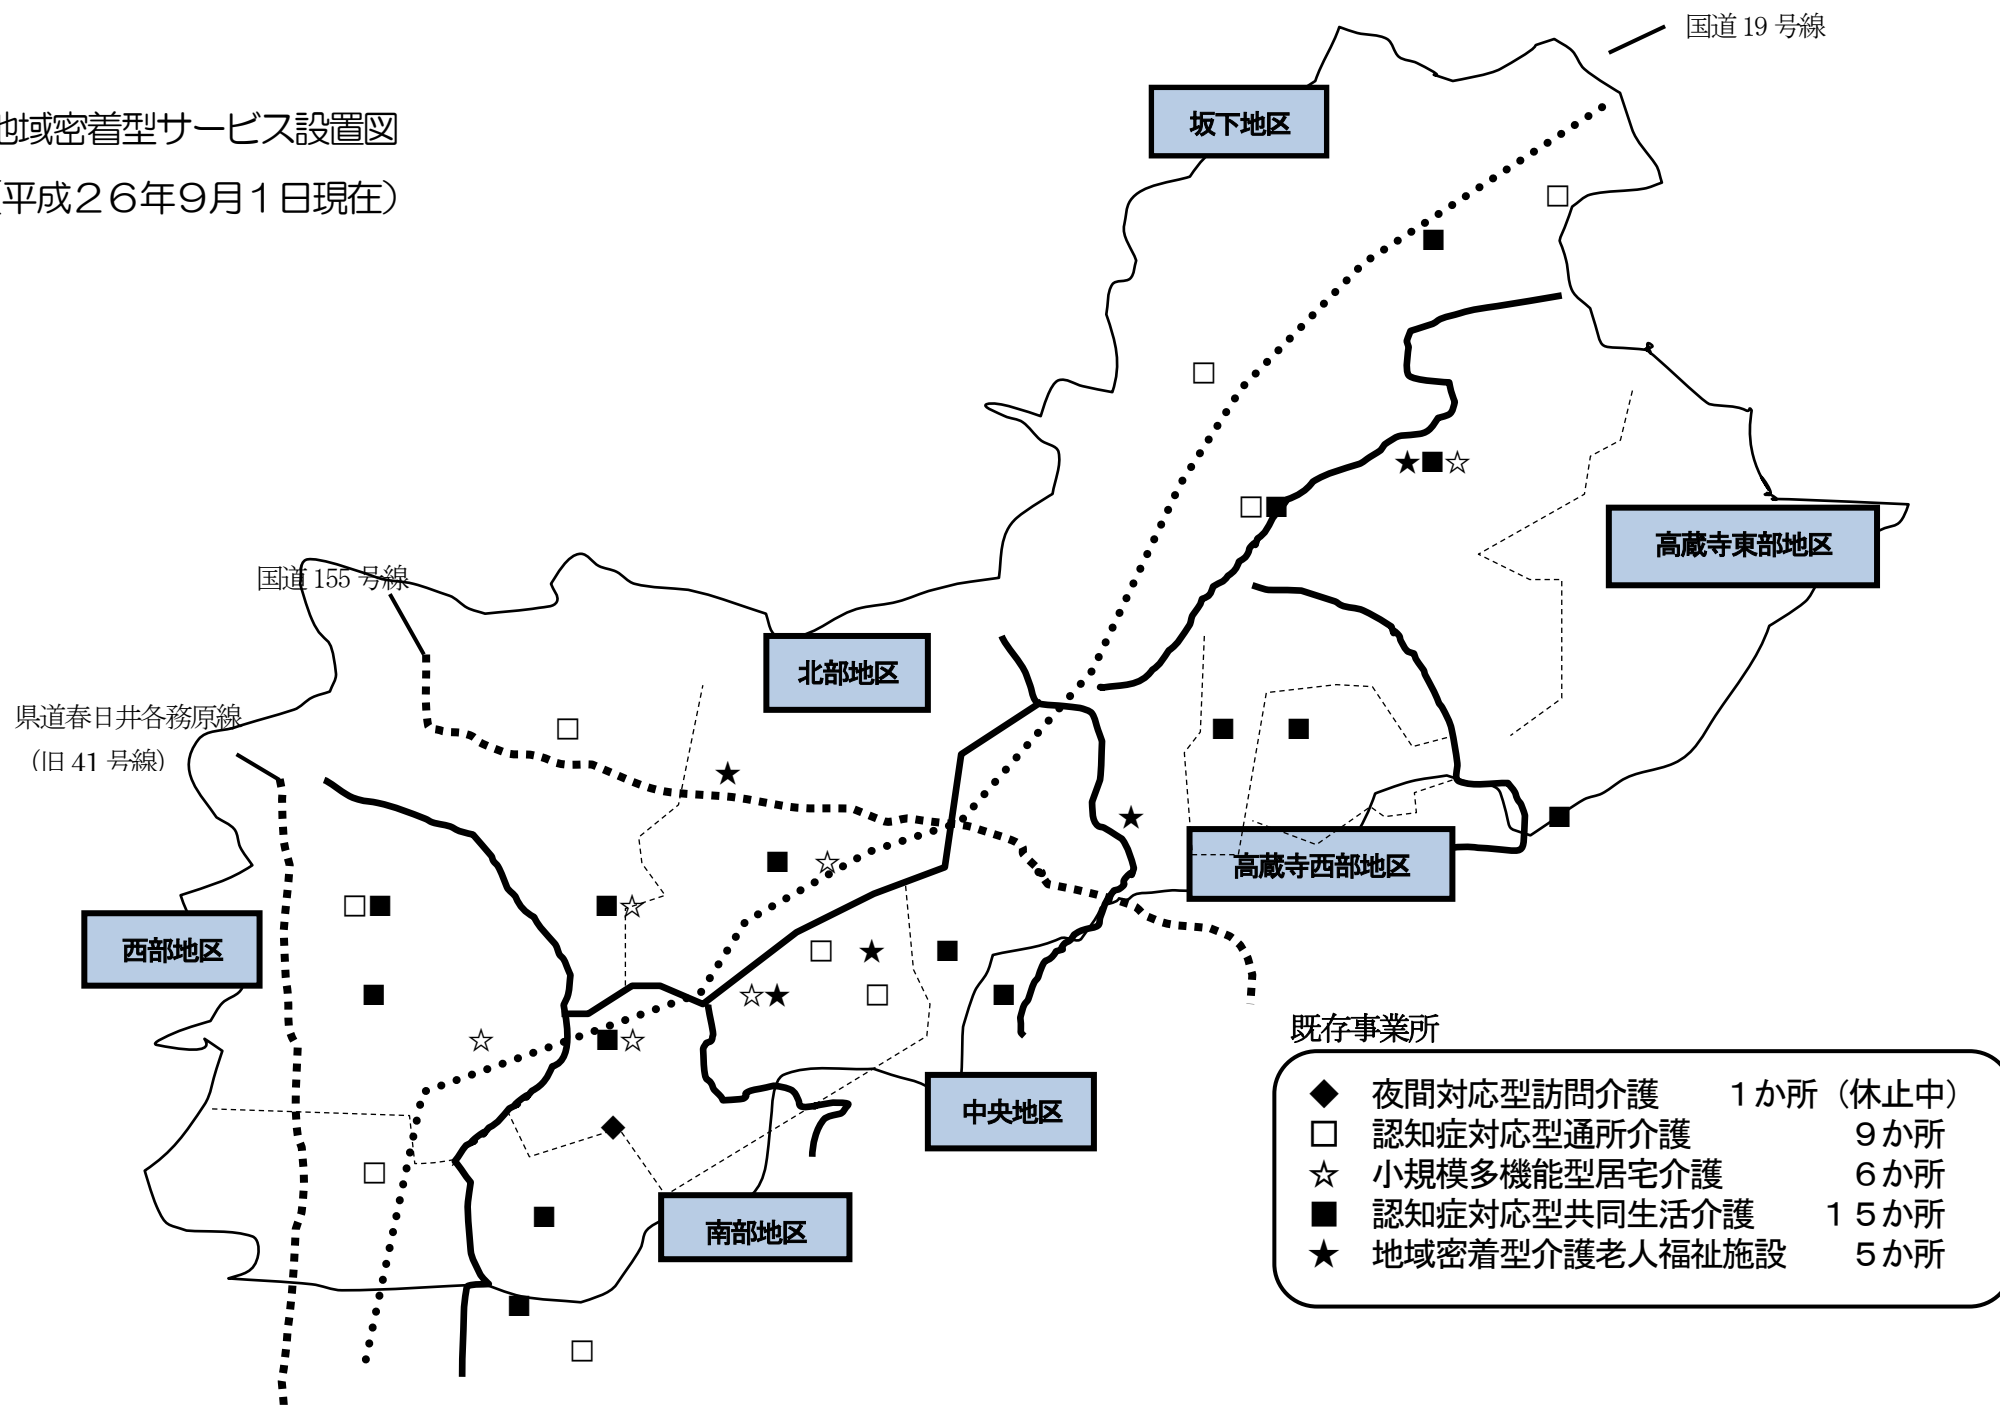 国道19号線
坂下地区
地域密着型サービス設置図
（平成２６年９月１日現在）
高蔵寺東部地区
国道155号線
北部地区
県道春日井各務原線
（旧41号線）
高蔵寺西部地区
西部地区
中央地区
南部地区
既存事業所
◆ 夜間対応型訪問介護 １か所（休止中）
□ 認知症対応型通所介護 ９か所
☆ 小規模多機能型居宅介護 ６か所
■ 認知症対応型共同生活介護 １５か所
★ 地域密着型介護老人福祉施設 ５か所